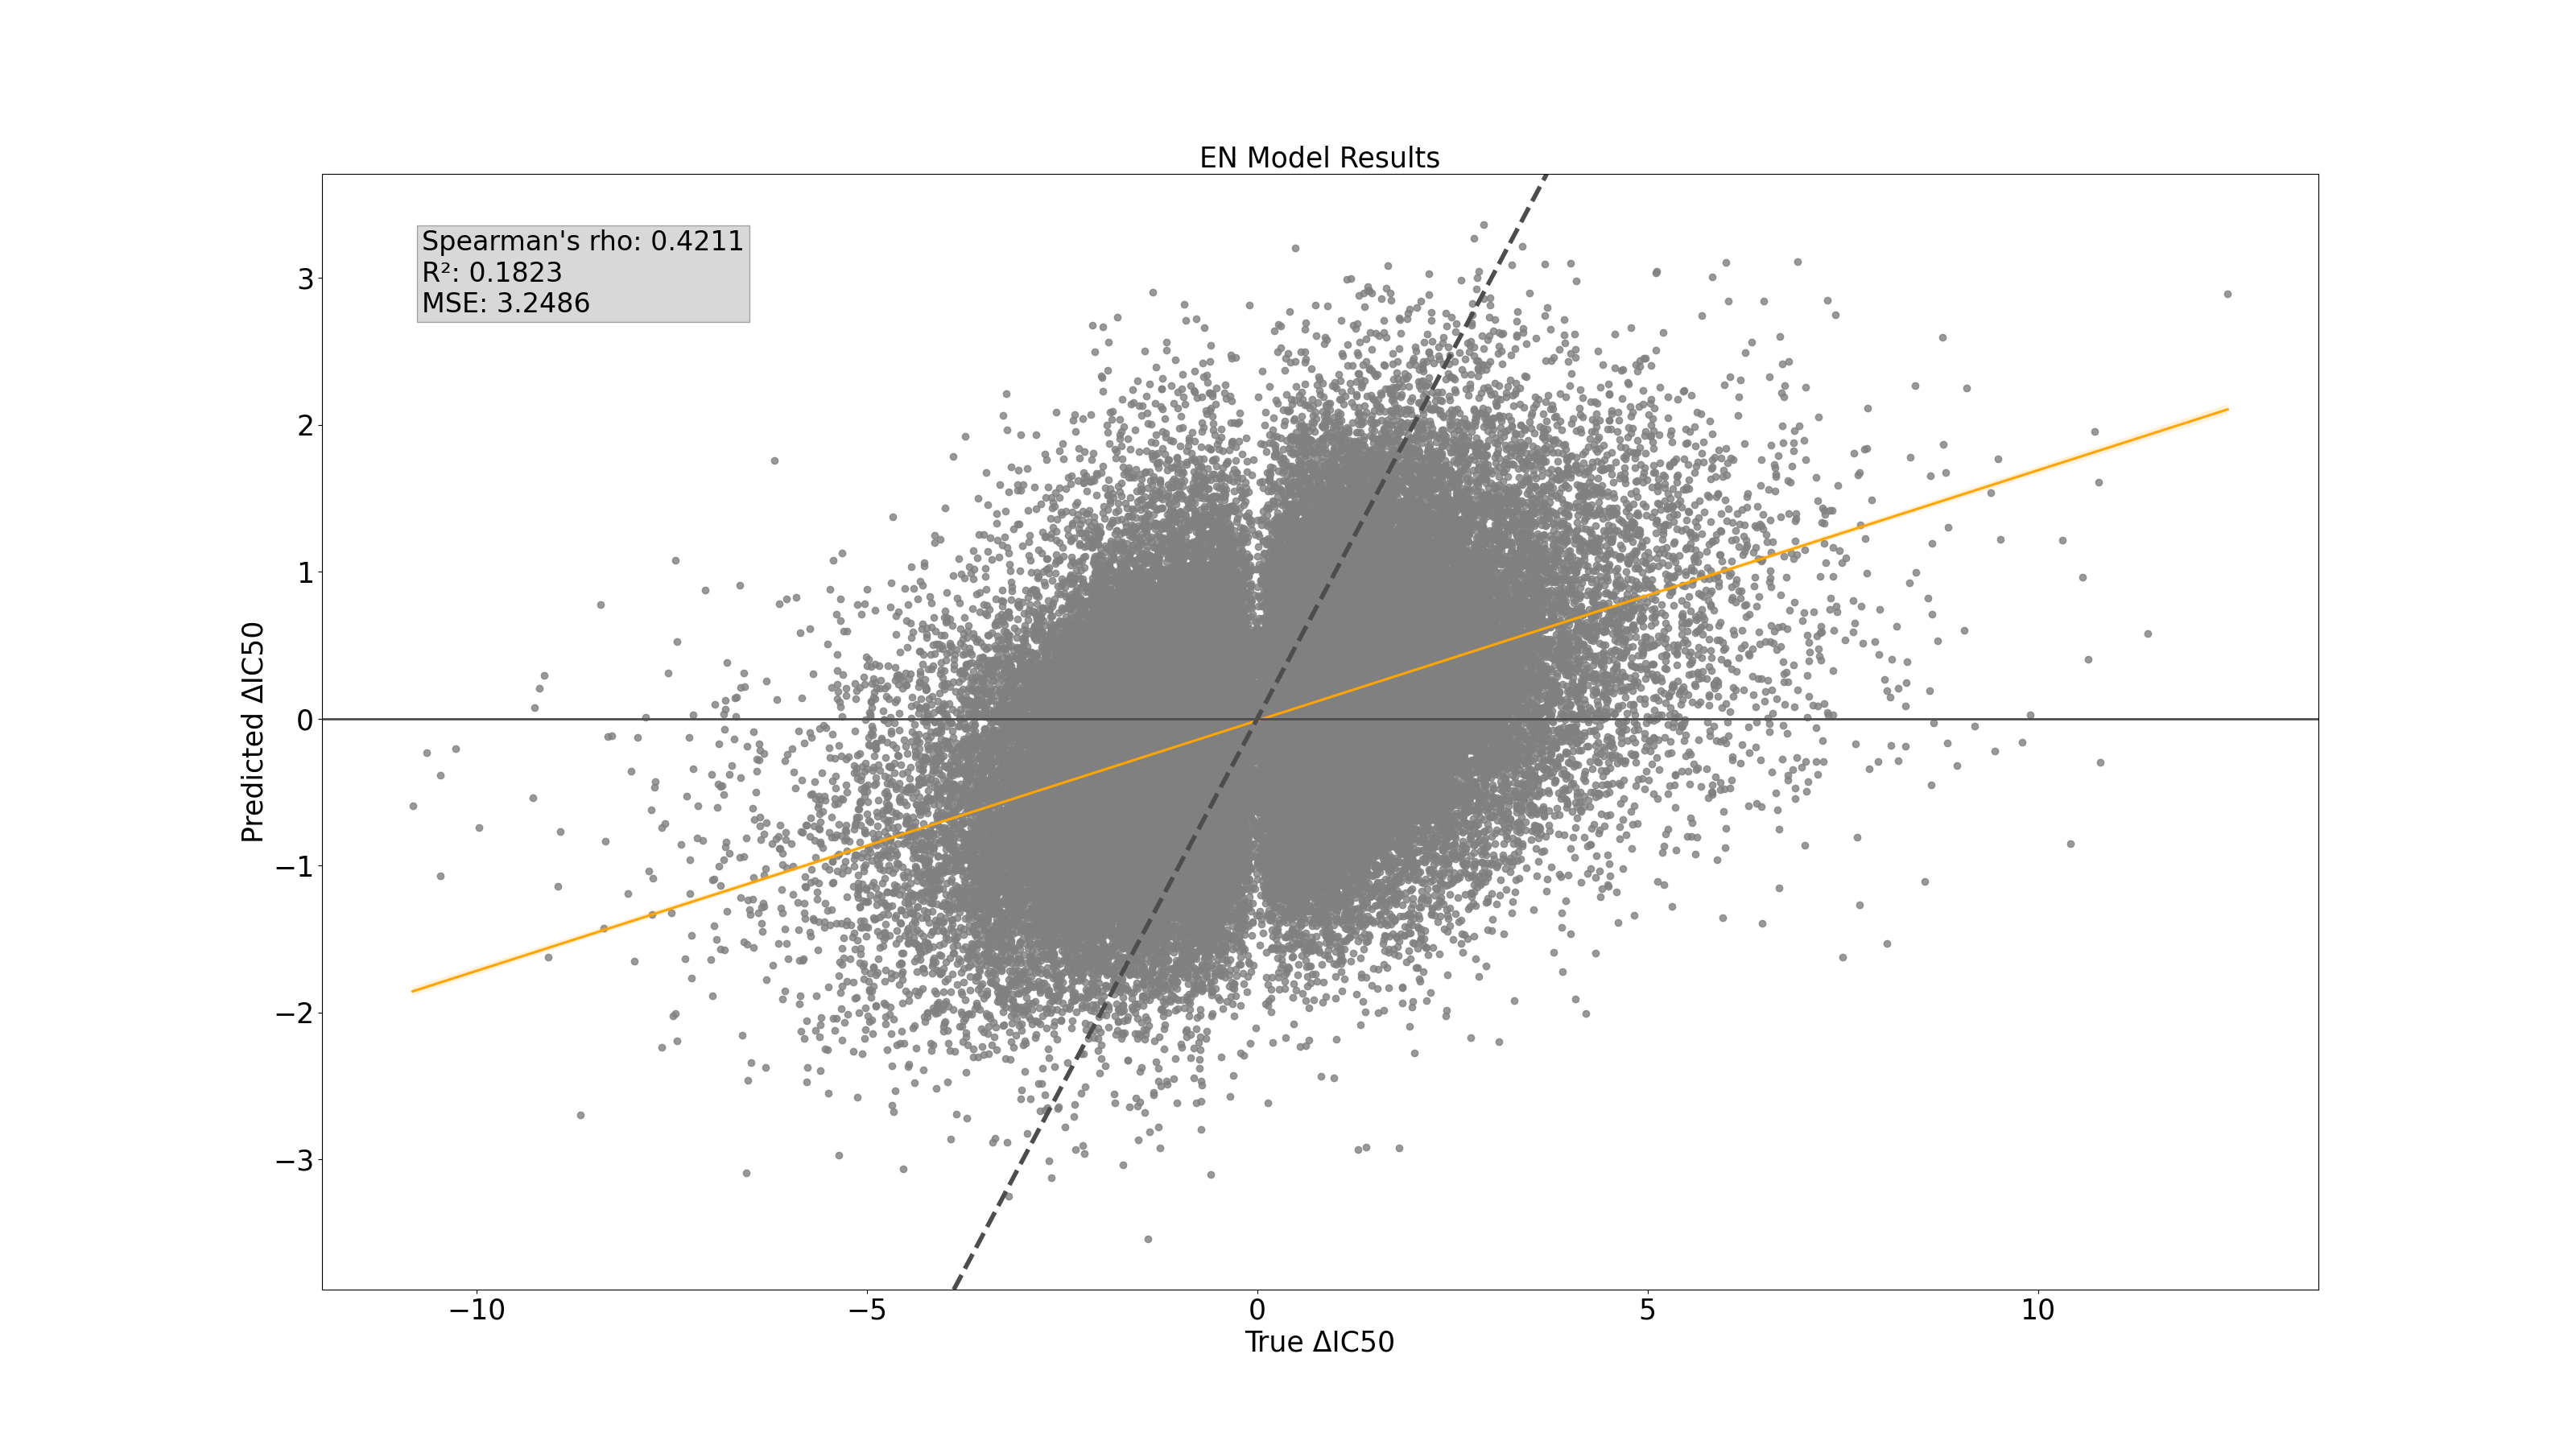 EN Model Results
Spearman's rho: 0.4211
R²: 0.1823
MSE: 3.2486
3
2
1
0
−1
−2
−3
Predicted ΔIC50
−10 −5 0 5 10
True ΔIC50